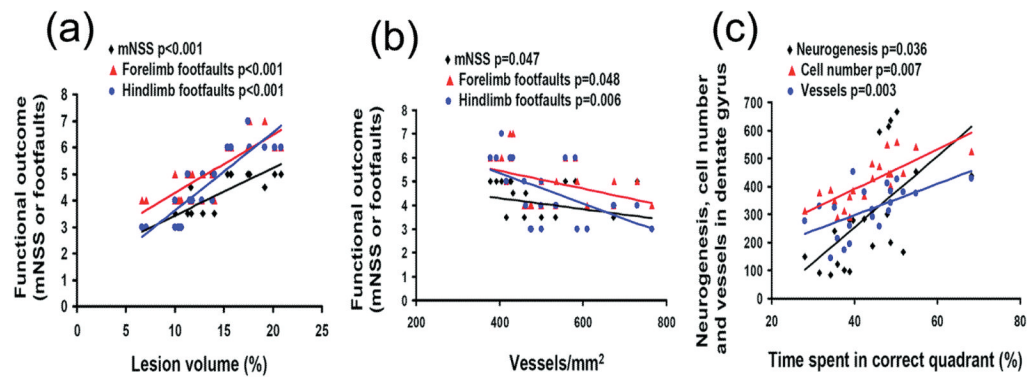 (a)
mNSS p<0.001
Forelimb footfaults p<0.001
Hindlimb footfaults p<0.001
Functional outcome
(mNSS or footfaults)
8
7
6
5
4
3
2
1
0
0 5 10 15 20 25
Lesion volume (%)
(b)
mNSS p=0.047
Forelimb footfaults p=0.048
Hindlimb footfaults p=0.006
Functional outcome
(mNSS or footfaults)
8
7
6
5
4
3
2
1
0
200 400 600 800
Vessels/mm²
(c)
Neurogenesis p=0.036
Cell number p=0.007
Vessels p=0.003
Neurogenesis, cell number
and vessels in dentate gyrus
700
600
500
400
300
200
100
0
20 40 60 80
Time spent in correct quadrant (%)